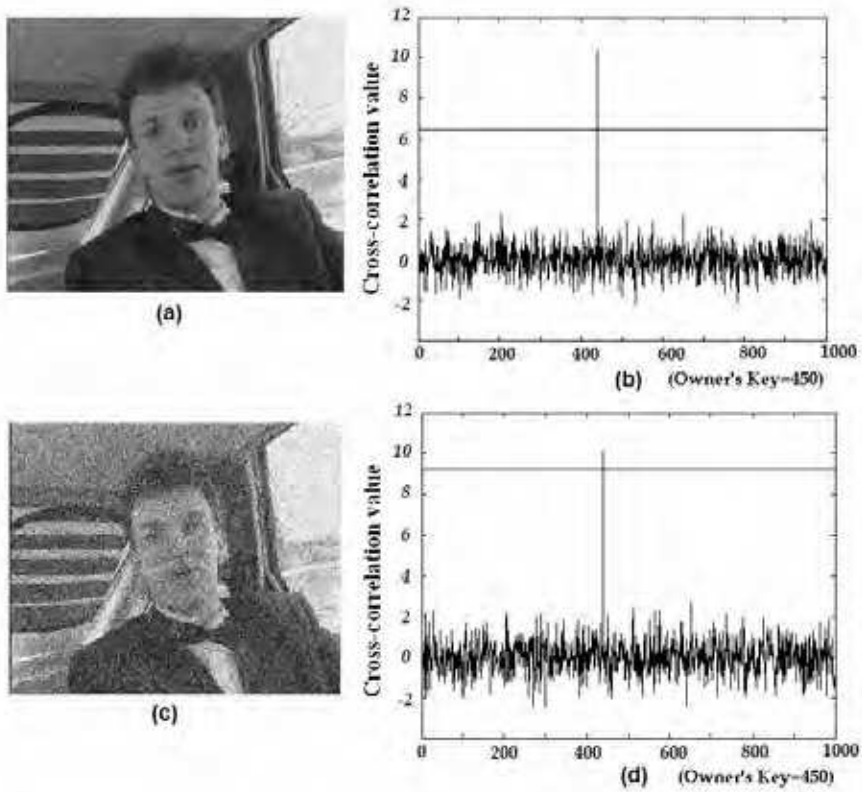 (a)
Cross-correlation value
12
10
8
6
4
2
0
-2
0 200 400 600 800 1000
(b) (Owner's Key=450)
(c)
Cross-correlation value
12
10
8
6
4
2
0
-2
0 200 400 600 800 1000
(d) (Owner's Key=450)